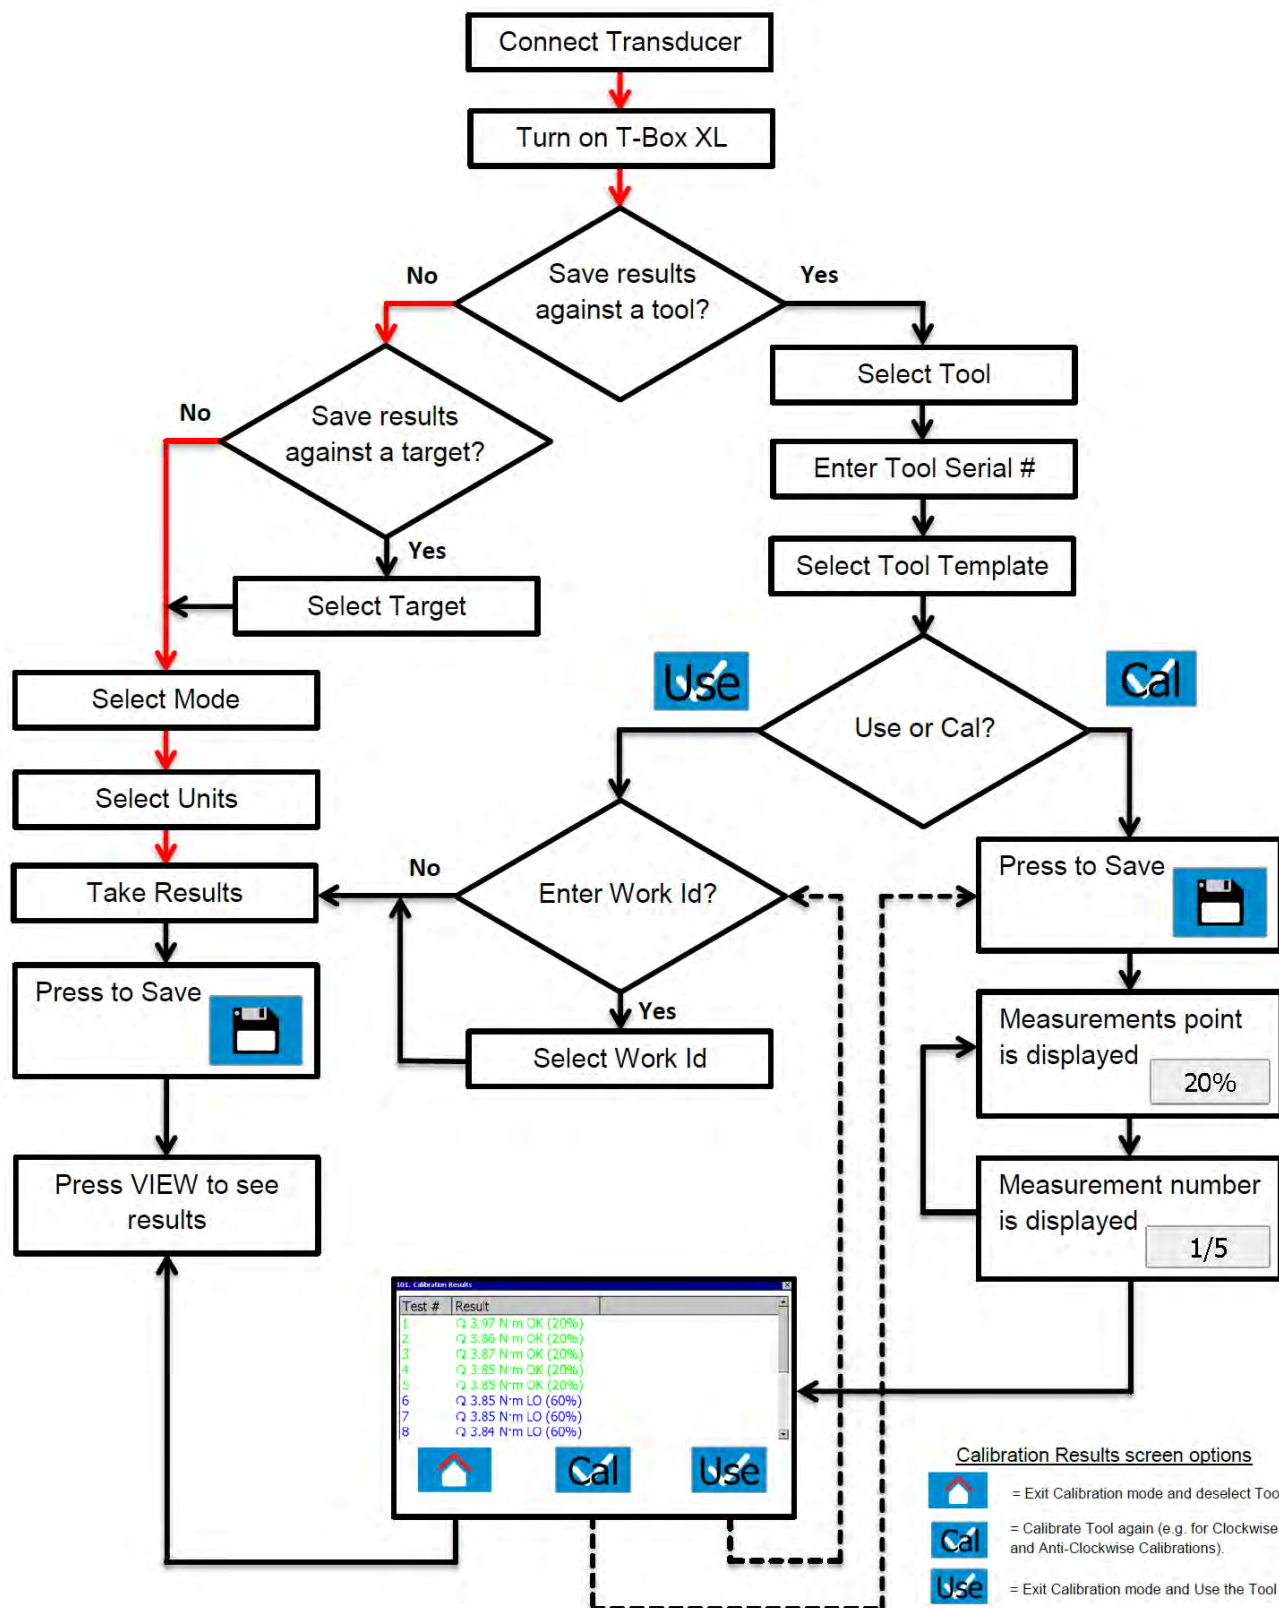 Connect Transducer
Turn on T-Box XL
No
Save results
against a tool?
Yes
Select Tool
No
Save results
against a target?
Enter Tool Serial #
Yes
Select Tool Template
Select Target
Use
Cal
Select Mode
Use or Cal?
Select Units
No
Enter Work Id?
Take Results
Press to Save
Press to Save
Yes
Select Work Id
Measurements point
is displayed
20%
Press VIEW to see
results
Measurement number
is displayed
1/5
101. Calibration Results
Test # Result
1 3.97 N·m OK (20%)
2 3.86 N·m OK (20%)
3 3.87 N·m OK (20%)
4 3.85 N·m OK (20%)
5 3.85 N·m OK (20%)
6 3.85 N·m LO (60%)
7 3.85 N·m LO (60%)
8 3.84 N·m LO (60%)
Cal
Use
Calibration Results screen options
= Exit Calibration mode and deselect Tool
Cal = Calibrate Tool again (e.g. for Clockwise
and Anti-Clockwise Calibrations).
Use = Exit Calibration mode and Use the Tool